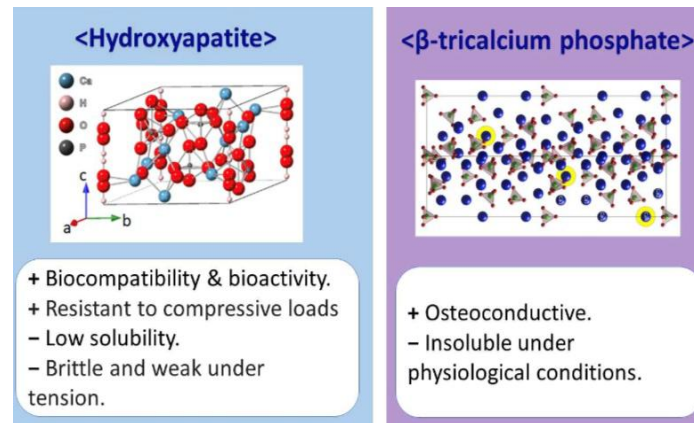 <Hydroxyapatite>
Ca
H
O
P
c
a
b
+ Biocompatibility & bioactivity.
+ Resistant to compressive loads
− Low solubility.
− Brittle and weak under
tension.
<β-tricalcium phosphate>
+ Osteoconductive.
− Insoluble under
physiological conditions.